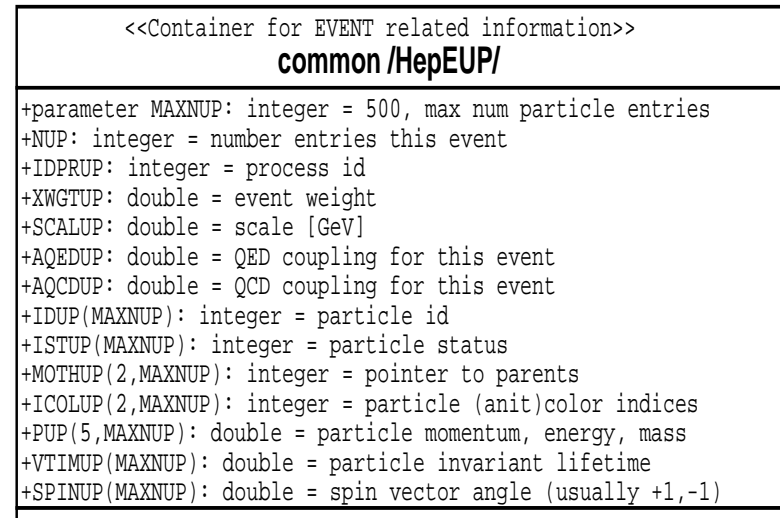 <<Container for EVENT related information>>
common /HepEUP/
+parameter MAXNUP: integer = 500, max num particle entries
+NUP: integer = number entries this event
+IDPRUP: integer = process id
+XWGTUP: double = event weight
+SCALUP: double = scale [GeV]
+AQEDUP: double = QED coupling for this event
+AQCDUP: double = QCD coupling for this event
+IDUP(MAXNUP): integer = particle id
+ISTUP(MAXNUP): integer = particle status
+MOTHUP(2,MAXNUP): integer = pointer to parents
+ICOLUP(2,MAXNUP): integer = particle (anit)color indices
+PUP(5,MAXNUP): double = particle momentum, energy, mass
+VTIMUP(MAXNUP): double = particle invariant lifetime
+SPINUP(MAXNUP): double = spin vector angle (usually +1,-1)